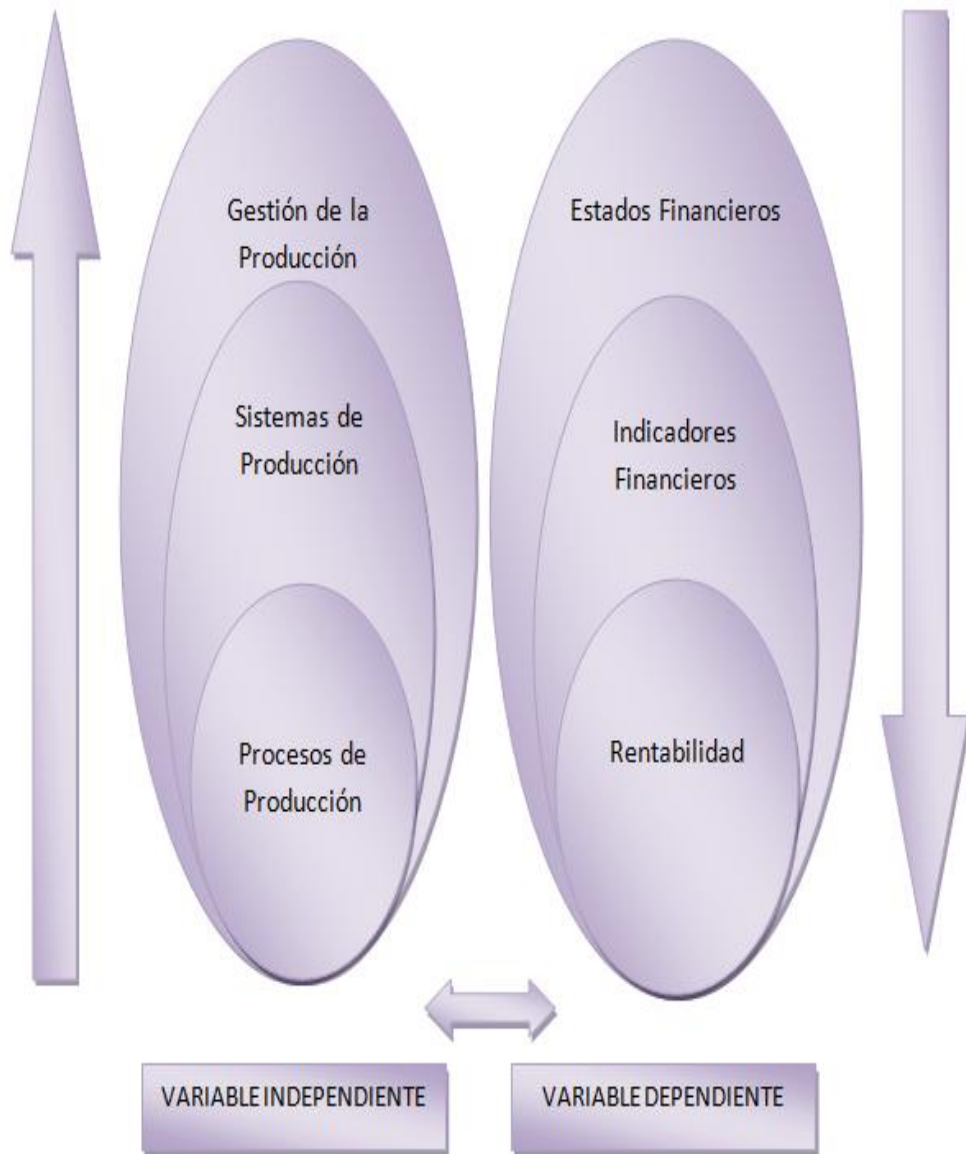 Gestión de la
Producción
Sistemas de
Producción
Procesos de
Producción
Estados Financieros
Indicadores
Financieros
Rentabilidad
VARIABLE INDEPENDIENTE
VARIABLE DEPENDIENTE